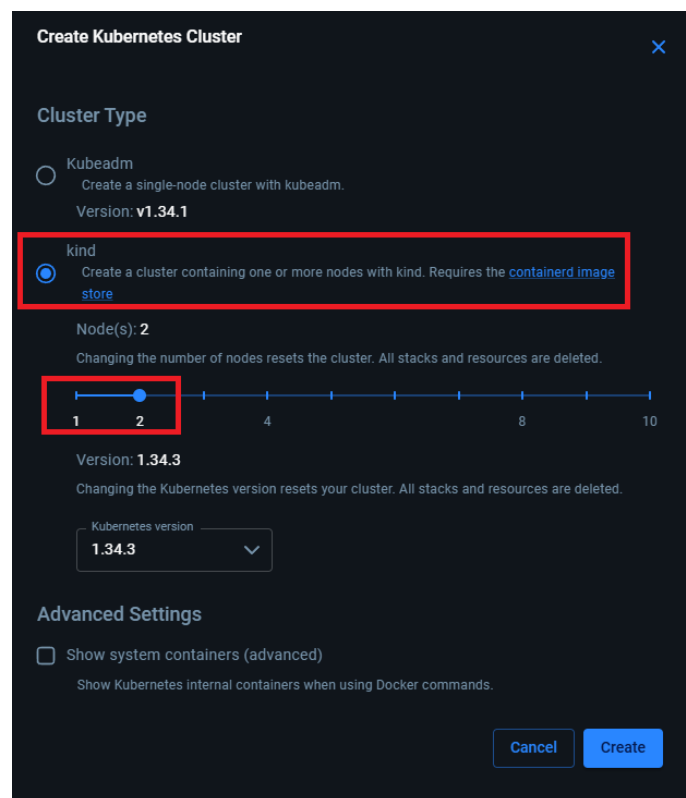 Create Kubernetes Cluster
Cluster Type
Kubeadm
Create a single-node cluster with kubeadm.
Version: v1.34.1
kind
Create a cluster containing one or more nodes with kind. Requires the containerd image
store
Node(s): 2
Changing the number of nodes resets the cluster. All stacks and resources are deleted.
1 2 4 8 10
Version: 1.34.3
Changing the Kubernetes version resets your cluster. All stacks and resources are deleted.
Kubernetes version
1.34.3
Advanced Settings
Show system containers (advanced)
Show Kubernetes internal containers when using Docker commands.
Cancel Create